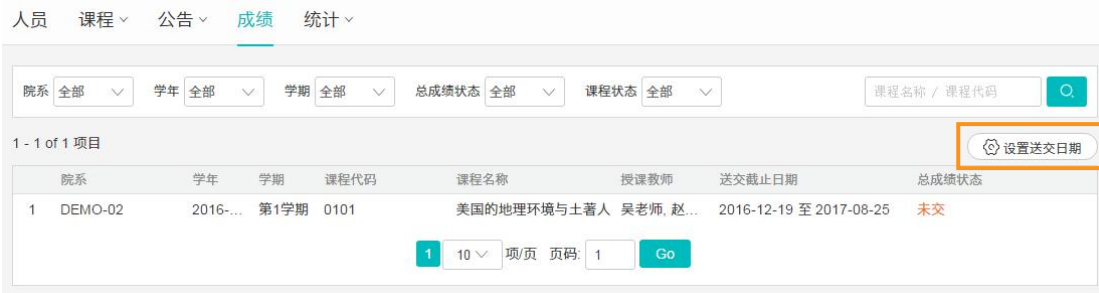 人员 课程 公告 成绩 统计
院系 全部 学年 全部 学期 全部 总成绩状态 全部 课程状态 全部 课程名称 / 课程代码
1 - 1 of 1 项目 设置送交日期
院系 学年 学期 课程代码 课程名称 授课教师 送交截止日期 总成绩状态
1 DEMO-02 2016-... 第1学期 0101 美国的地理环境与土著人 吴老师, 赵... 2016-12-19 至 2017-08-25 未交
1 10 项/页 页码: 1 Go